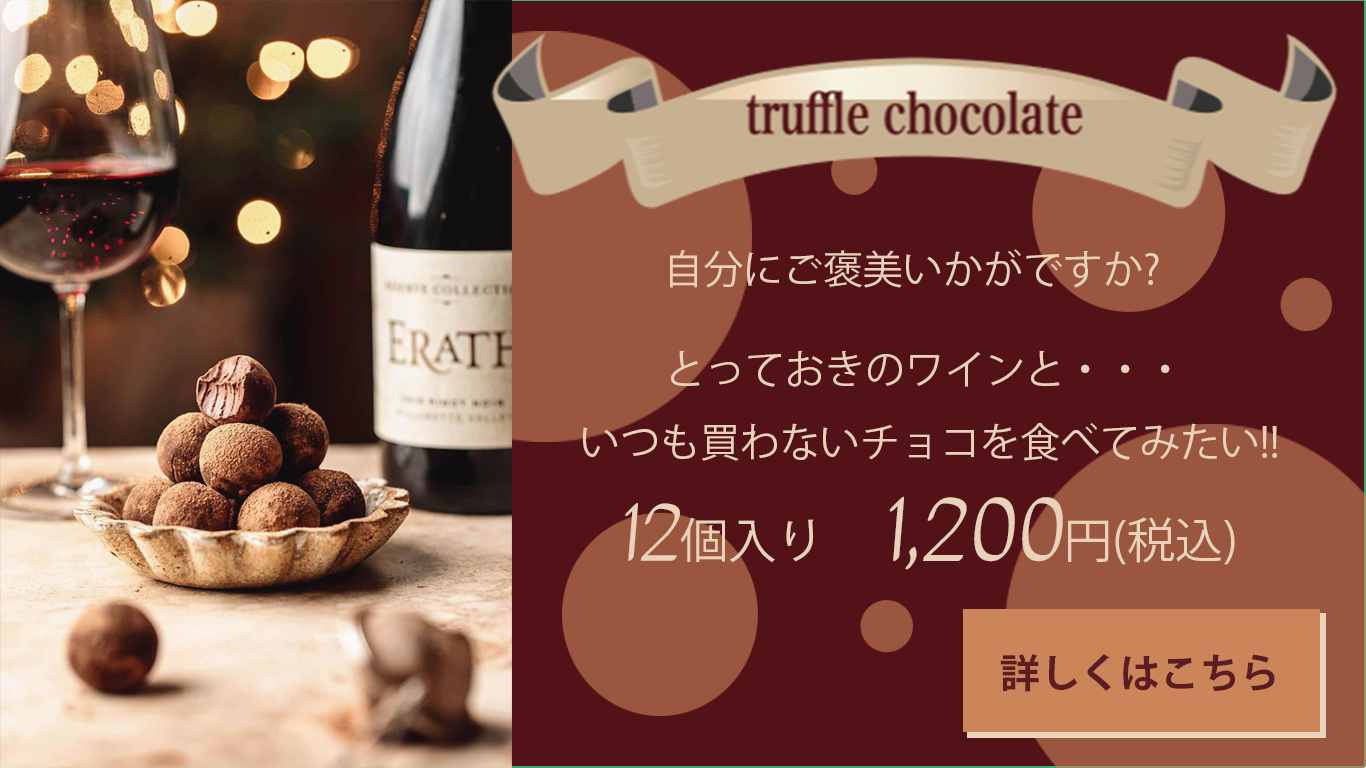 truffle chocolate
自分にご褒美いかがですか?
とっておきのワインと・・・
いつも買わないチョコを食べてみたい!!
12個入り 1,200円(税込)
詳しくはこちら
ERATH
PINOT NOIR